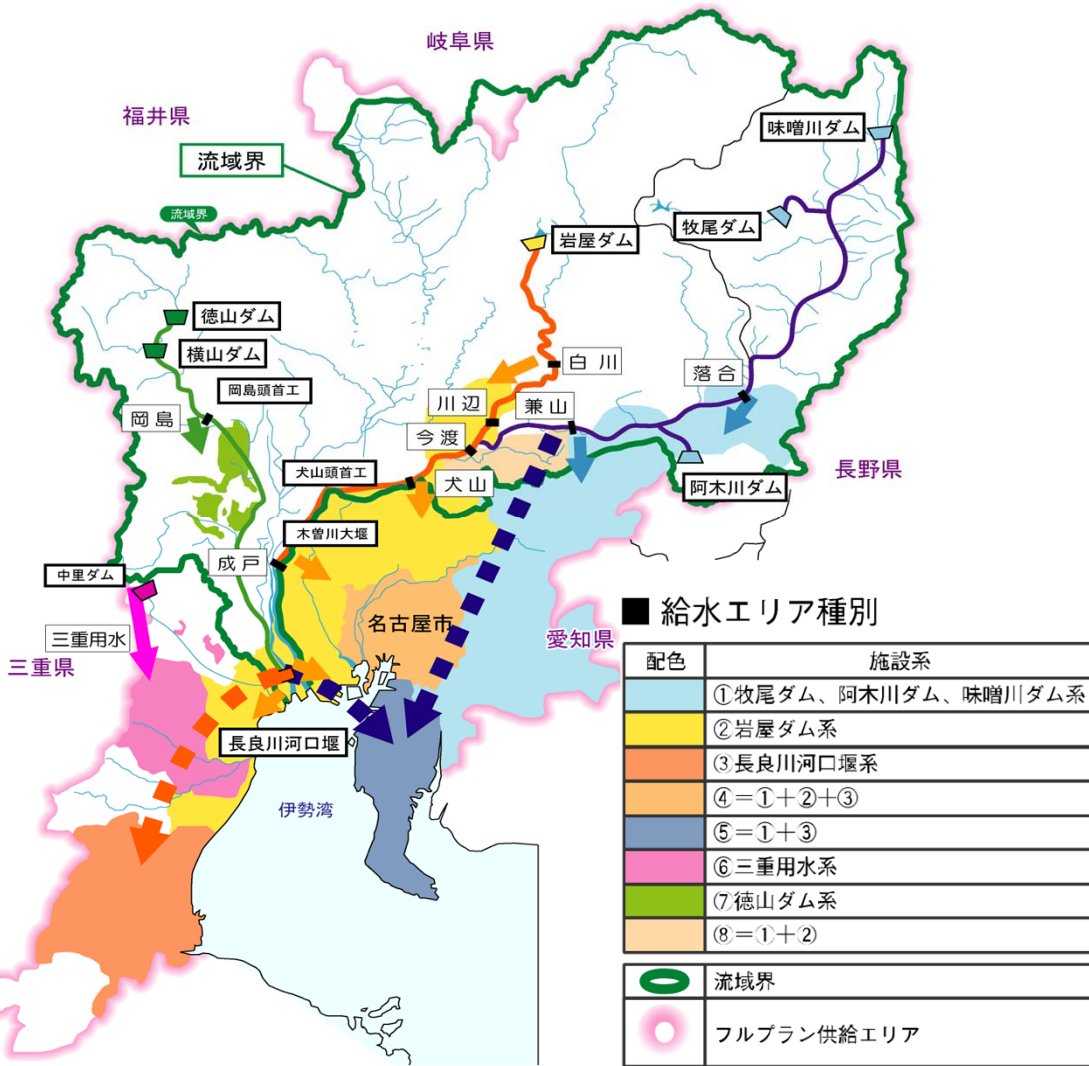 岐阜県
福井県
味噌川ダム
流域界
流域界
牧尾ダム
岩屋ダム
徳山ダム
横山ダム
白川
落合
岡島頭首工
川辺
兼山
岡島
今渡
長野県
犬山頭首工
犬山
阿木川ダム
木曽川大堰
成戸
中里ダム
名古屋市
三重用水
愛知県
三重県
長良川河口堰
伊勢湾
■ 給水エリア種別
配色 施設系
①牧尾ダム、阿木川ダム、味噌川ダム系
②岩屋ダム系
③長良川河口堰系
④＝①＋②＋③
⑤＝①＋③
⑥三重用水系
⑦徳山ダム系
⑧＝①＋②
流域界
フルプラン供給エリア